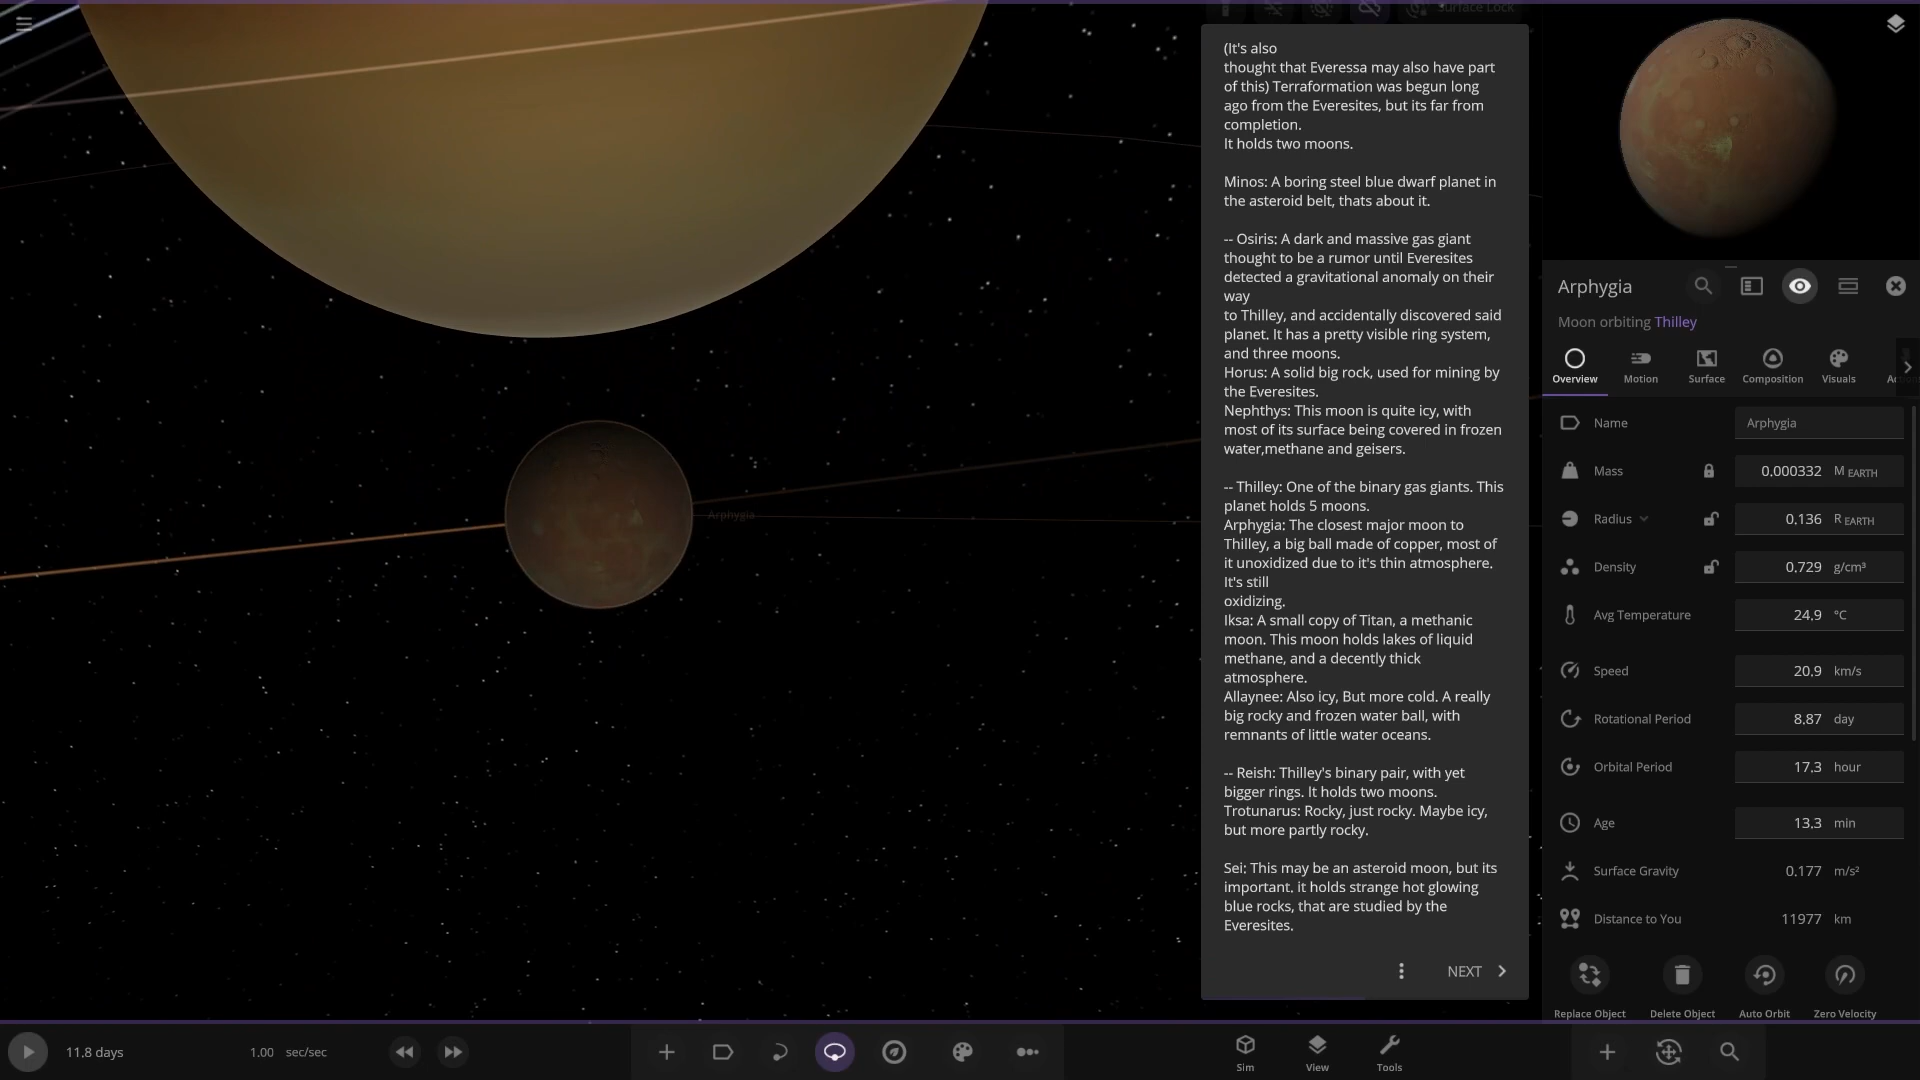 Surface Lock
(It's also
thought that Everessa may also have part
of this) Terraformation was begun long
ago from the Everesites, but its far from
completion.
It holds two moons.
Minos: A boring steel blue dwarf planet in
the asteroid belt, thats about it.
-- Osiris: A dark and massive gas giant
thought to be a rumor until Everesites
detected a gravitational anomaly on their
way
to Thilley, and accidentally discovered said
planet. It has a pretty visible ring system,
and three moons.
Horus: A solid big rock, used for mining by
the Everesites.
Nephthys: This moon is quite icy, with
most of its surface being covered in frozen
water,methane and geisers.
-- Thilley: One of the binary gas giants. This
planet holds 5 moons.
Arphygia: The closest major moon to
Thilley, a big ball made of copper, most of
it unoxidized due to it's thin atmosphere.
It's still
oxidizing.
Iksa: A small copy of Titan, a methanic
moon. This moon holds lakes of liquid
methane, and a decently thick
atmosphere.
Allaynee: Also icy, But more cold. A really
big rocky and frozen water ball, with
remnants of little water oceans.
-- Reish: Thilley's binary pair, with yet
bigger rings. It holds two moons.
Trotunarus: Rocky, just rocky. Maybe icy,
but more partly rocky.
Sei: This may be an asteroid moon, but its
important. it holds strange hot glowing
blue rocks, that are studied by the
Everesites.
NEXT
Arphygia
Arphygia
Moon orbiting Thilley
Overview Motion Surface Composition Visuals
Name Arphygia
Mass 0.000332 M EARTH
Radius 0.136 R EARTH
Density 0.729 g/cm³
Avg Temperature 24.9 °C
Speed 20.9 km/s
Rotational Period 8.87 day
Orbital Period 17.3 hour
Age 13.3 min
Surface Gravity 0.177 m/s²
Distance to You 11977 km
Replace Object Delete Object Auto Orbit Zero Velocity
11.8 days 1.00 sec/sec
Sim View Tools